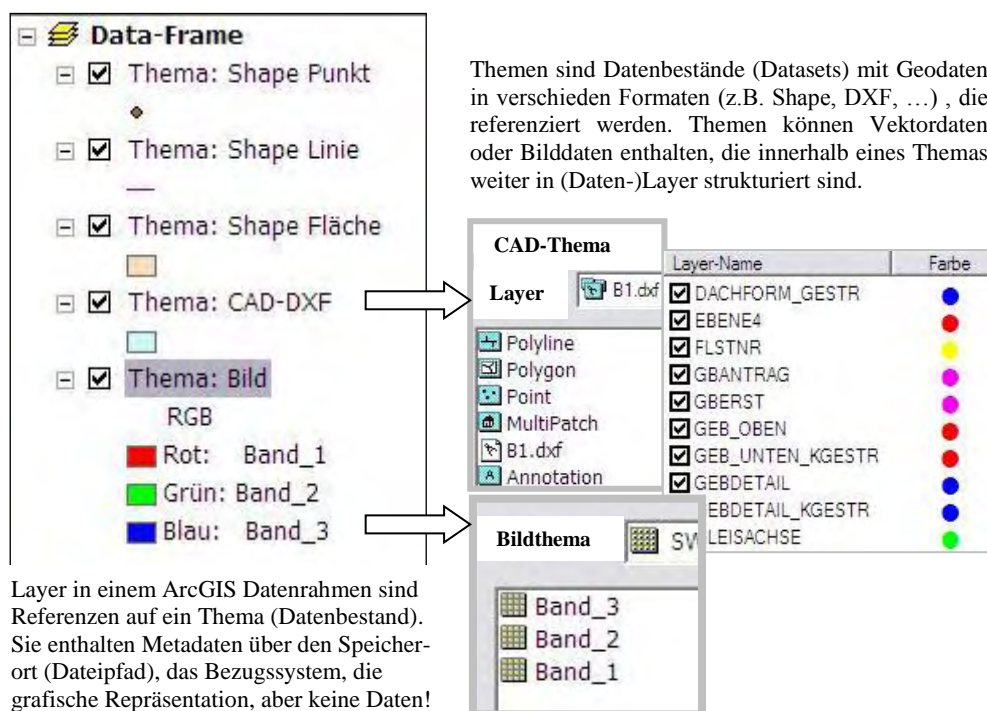 Data-Frame
Thema: Shape Punkt
Thema: Shape Linie
Thema: Shape Fläche
Thema: CAD-DXF
Thema: Bild
RGB
Rot: Band_1
Grün: Band_2
Blau: Band_3
Layer in einem ArcGIS Datenrahmen sind
Referenzen auf ein Thema (Datenbestand).
Sie enthalten Metadaten über den Speicher-
ort (Dateipfad), das Bezugssystem, die
grafische Repräsentation, aber keine Daten!
Themen sind Datenbestände (Datasets) mit Geodaten
in verschieden Formaten (z.B. Shape, DXF, …) , die
referenziert werden. Themen können Vektordaten
oder Bilddaten enthalten, die innerhalb eines Themas
weiter in (Daten-)Layer strukturiert sind.
CAD-Thema
Layer B1.dxf
Polyline
Polygon
Point
MultiPatch
B1.dxf
Annotation
Layer-Name Farbe
DACHFORM_GESTR
EBENE4
FLSTNR
GBANTRAG
GBERST
GEB_OBEN
GEB_UNTEN_KGESTR
GEBDETAIL
EBDETAIL_KGESTR
LEISACHSE
Bildthema
Band_3
Band_2
Band_1